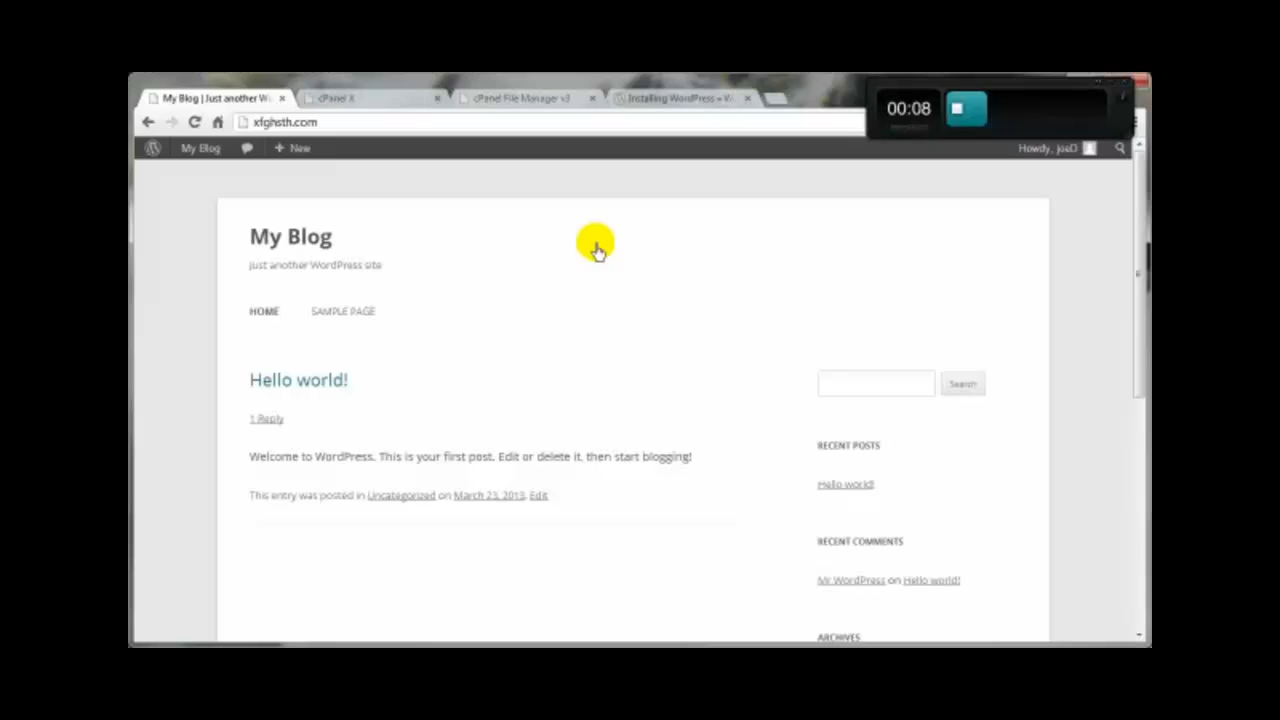 My Blog | Just another W
cPanel X
cPanel File Manager v3
Installing WordPress « W
00:08
xfghsth.com
My Blog
New
Howdy, joeD
My Blog
Just another WordPress site
HOME
SAMPLE PAGE
Hello world!
Search
1 Reply
RECENT POSTS
Welcome to WordPress. This is your first post. Edit or delete it, then start blogging!
Hello world!
This entry was posted in Uncategorized on March 23, 2013. Edit
RECENT COMMENTS
Mr WordPress on Hello world!
ARCHIVES